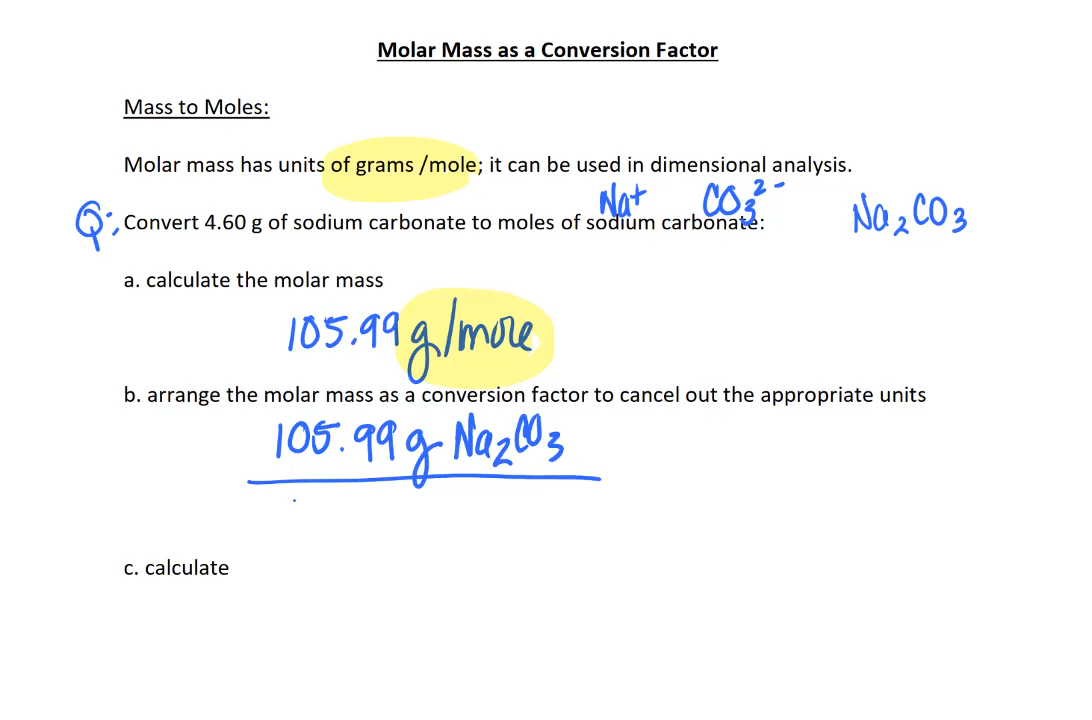 Molar Mass as a Conversion Factor
Mass to Moles:
Molar mass has units of grams /mole; it can be used in dimensional analysis.
Na+ CO₃²⁻
Q: Convert 4.60 g of sodium carbonate to moles of sodium carbonate: Na₂CO₃
a. calculate the molar mass
105.99 g/mole
b. arrange the molar mass as a conversion factor to cancel out the appropriate units
105.99 g Na₂CO₃
c. calculate